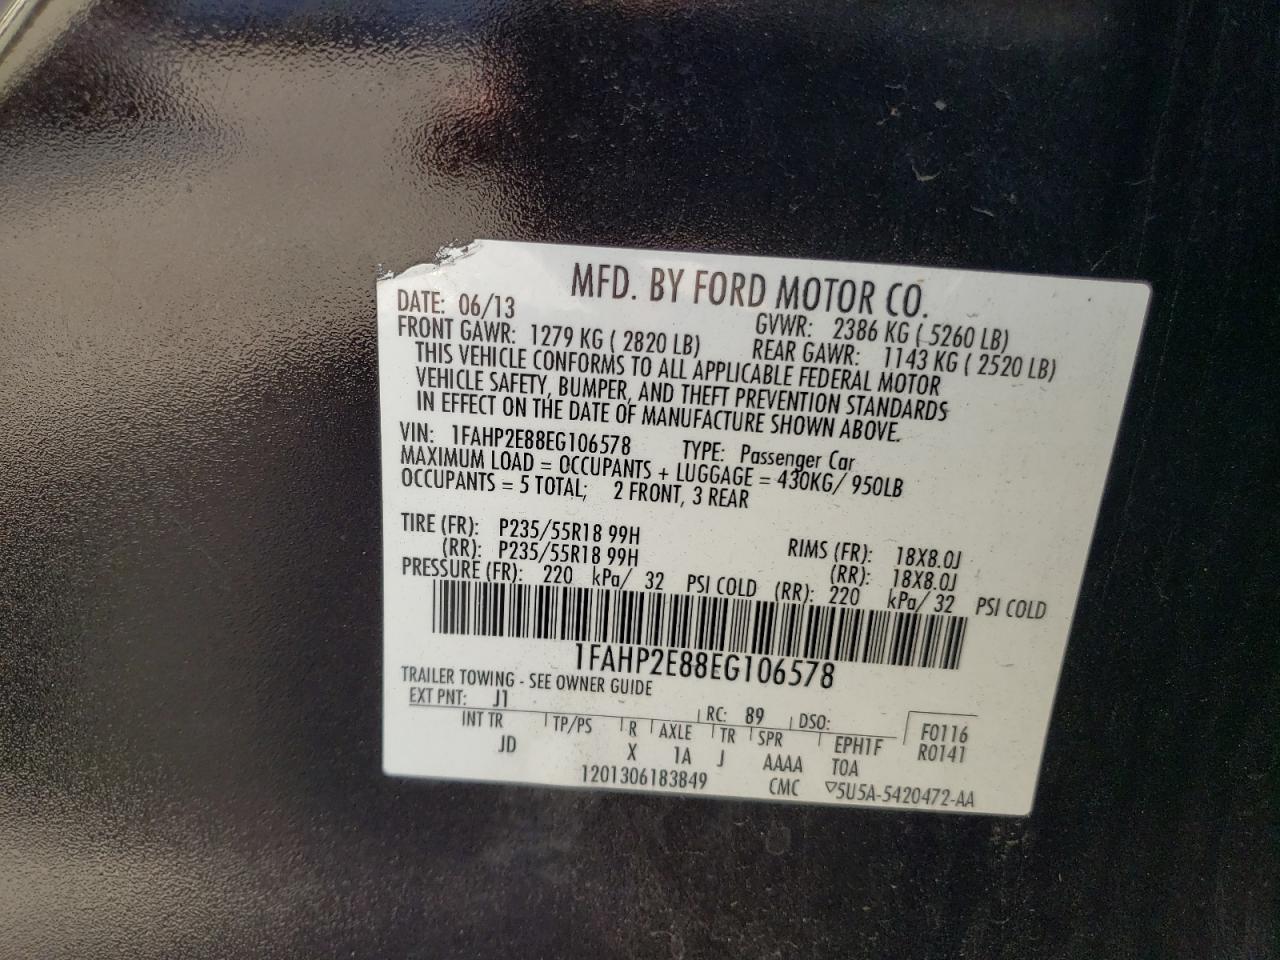 MFD. BY FORD MOTOR CO.
DATE: 06/13 GVWR: 2386 KG ( 5260 LB)
FRONT GAWR: 1279 KG ( 2820 LB) REAR GAWR: 1143 KG ( 2520 LB)
THIS VEHICLE CONFORMS TO ALL APPLICABLE FEDERAL MOTOR
VEHICLE SAFETY, BUMPER, AND THEFT PREVENTION STANDARDS
IN EFFECT ON THE DATE OF MANUFACTURE SHOWN ABOVE.
VIN: 1FAHP2E88EG106578 TYPE: Passenger Car
MAXIMUM LOAD = OCCUPANTS + LUGGAGE = 430KG/ 950LB
OCCUPANTS = 5 TOTAL; 2 FRONT, 3 REAR
TIRE (FR): P235/55R18 99H RIMS (FR): 18X8.0J
(RR): P235/55R18 99H (RR): 18X8.0J
PRESSURE (FR): 220 kPa/ 32 PSI COLD (RR): 220 kPa/ 32 PSI COLD
1FAHP2E88EG106578
TRAILER TOWING - SEE OWNER GUIDE
EXT PNT: J1 RC: 89 DSO: F0116
INT TR TP/PS R AXLE TR SPR EPH1F R0141
JD X 1A J AAAA TOA
1201306183849 CMC ▽5U5A-5420472-AA